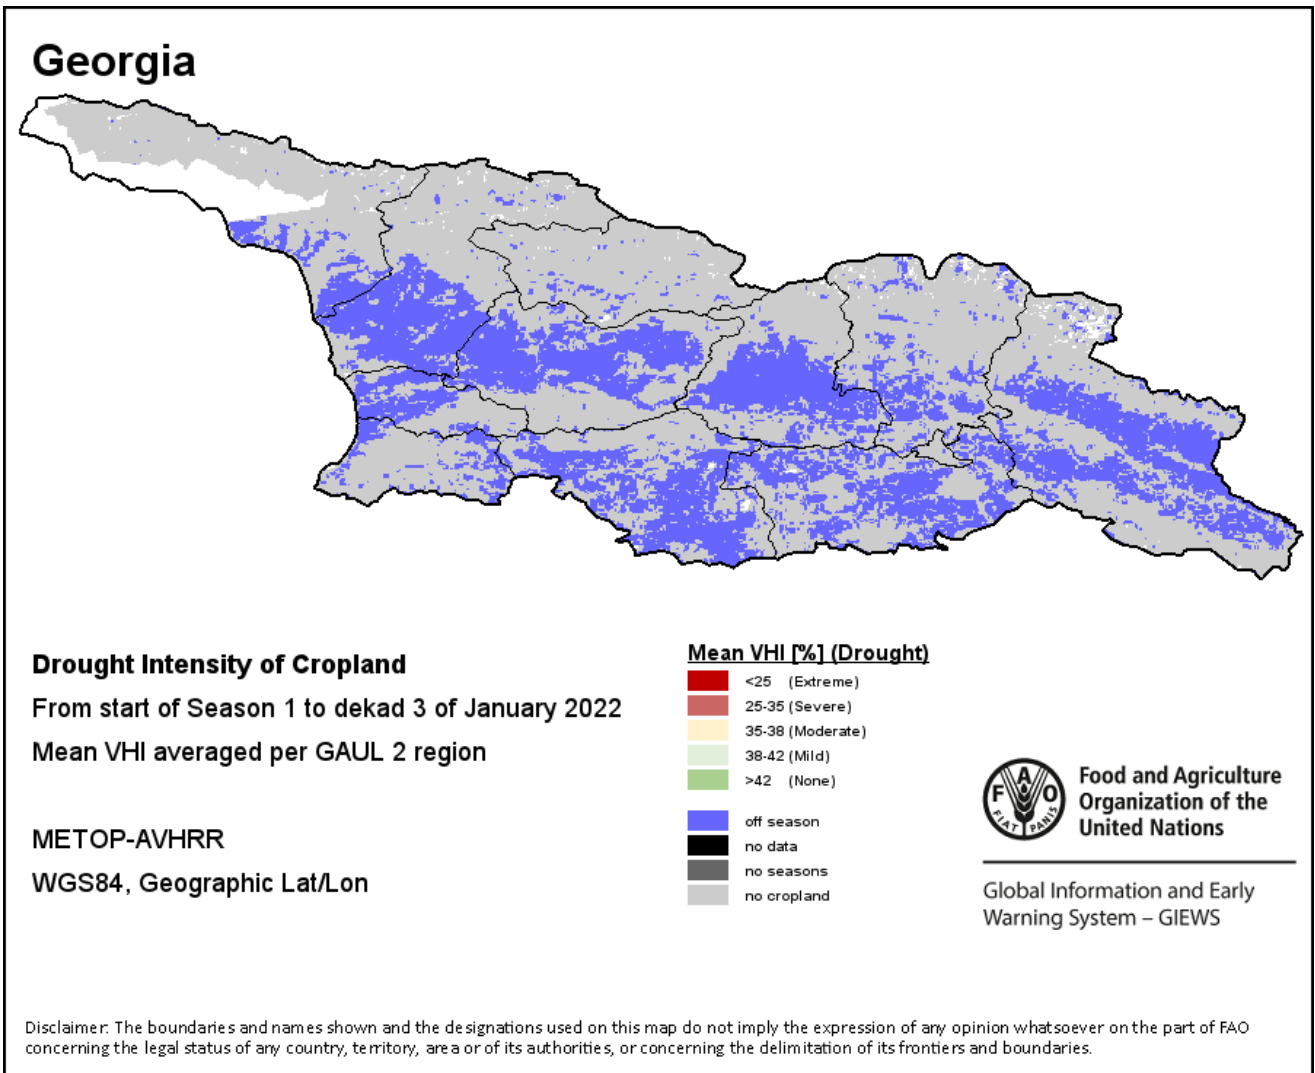 Georgia
Drought Intensity of Cropland
From start of Season 1 to dekad 3 of January 2022
Mean VHI averaged per GAUL 2 region
METOP-AVHRR
WGS84, Geographic Lat/Lon
Mean VHI [%] (Drought)
<25 (Extreme)
25-35 (Severe)
35-38 (Moderate)
38-42 (Mild)
>42 (None)
off season
no data
no seasons
no cropland
F A O
FIAT PANIS
Food and Agriculture
Organization of the
United Nations
Global Information and Early
Warning System – GIEWS
Disclaimer: The boundaries and names shown and the designations used on this map do not imply the expression of any opinion whatsoever on the part of FAO
concerning the legal status of any country, territory, area or of its authorities, or concerning the delimitation of its frontiers and boundaries.